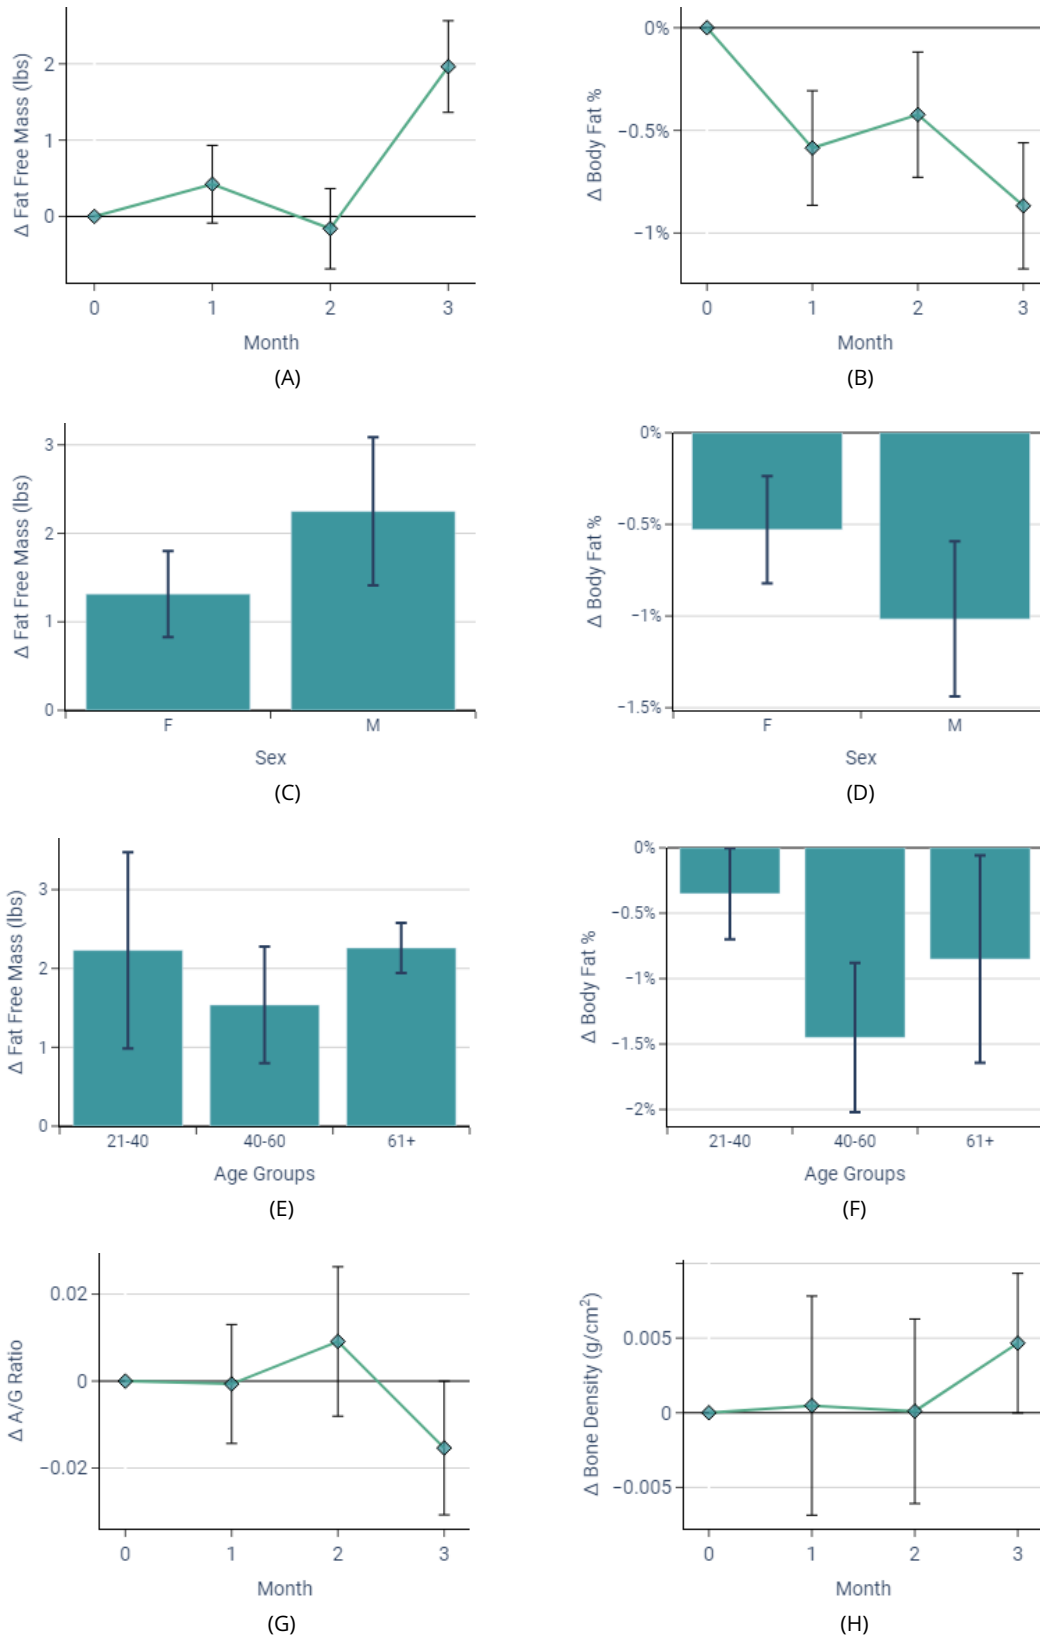 Δ Fat Free Mass (lbs)
2
1
0
0 1 2 3
Month
(A)
Δ Body Fat %
0%
−0.5%
−1%
0 1 2 3
Month
(B)
Δ Fat Free Mass (lbs)
3
2
1
0
F M
Sex
(C)
Δ Body Fat %
0%
−0.5%
−1%
−1.5%
F M
Sex
(D)
Δ Fat Free Mass (lbs)
3
2
1
0
21-40 40-60 61+
Age Groups
(E)
Δ Body Fat %
0%
−0.5%
−1%
−1.5%
−2%
21-40 40-60 61+
Age Groups
(F)
Δ A/G Ratio
0.02
0
−0.02
0 1 2 3
Month
(G)
Δ Bone Density (g/cm²)
0.005
0
−0.005
0 1 2 3
Month
(H)